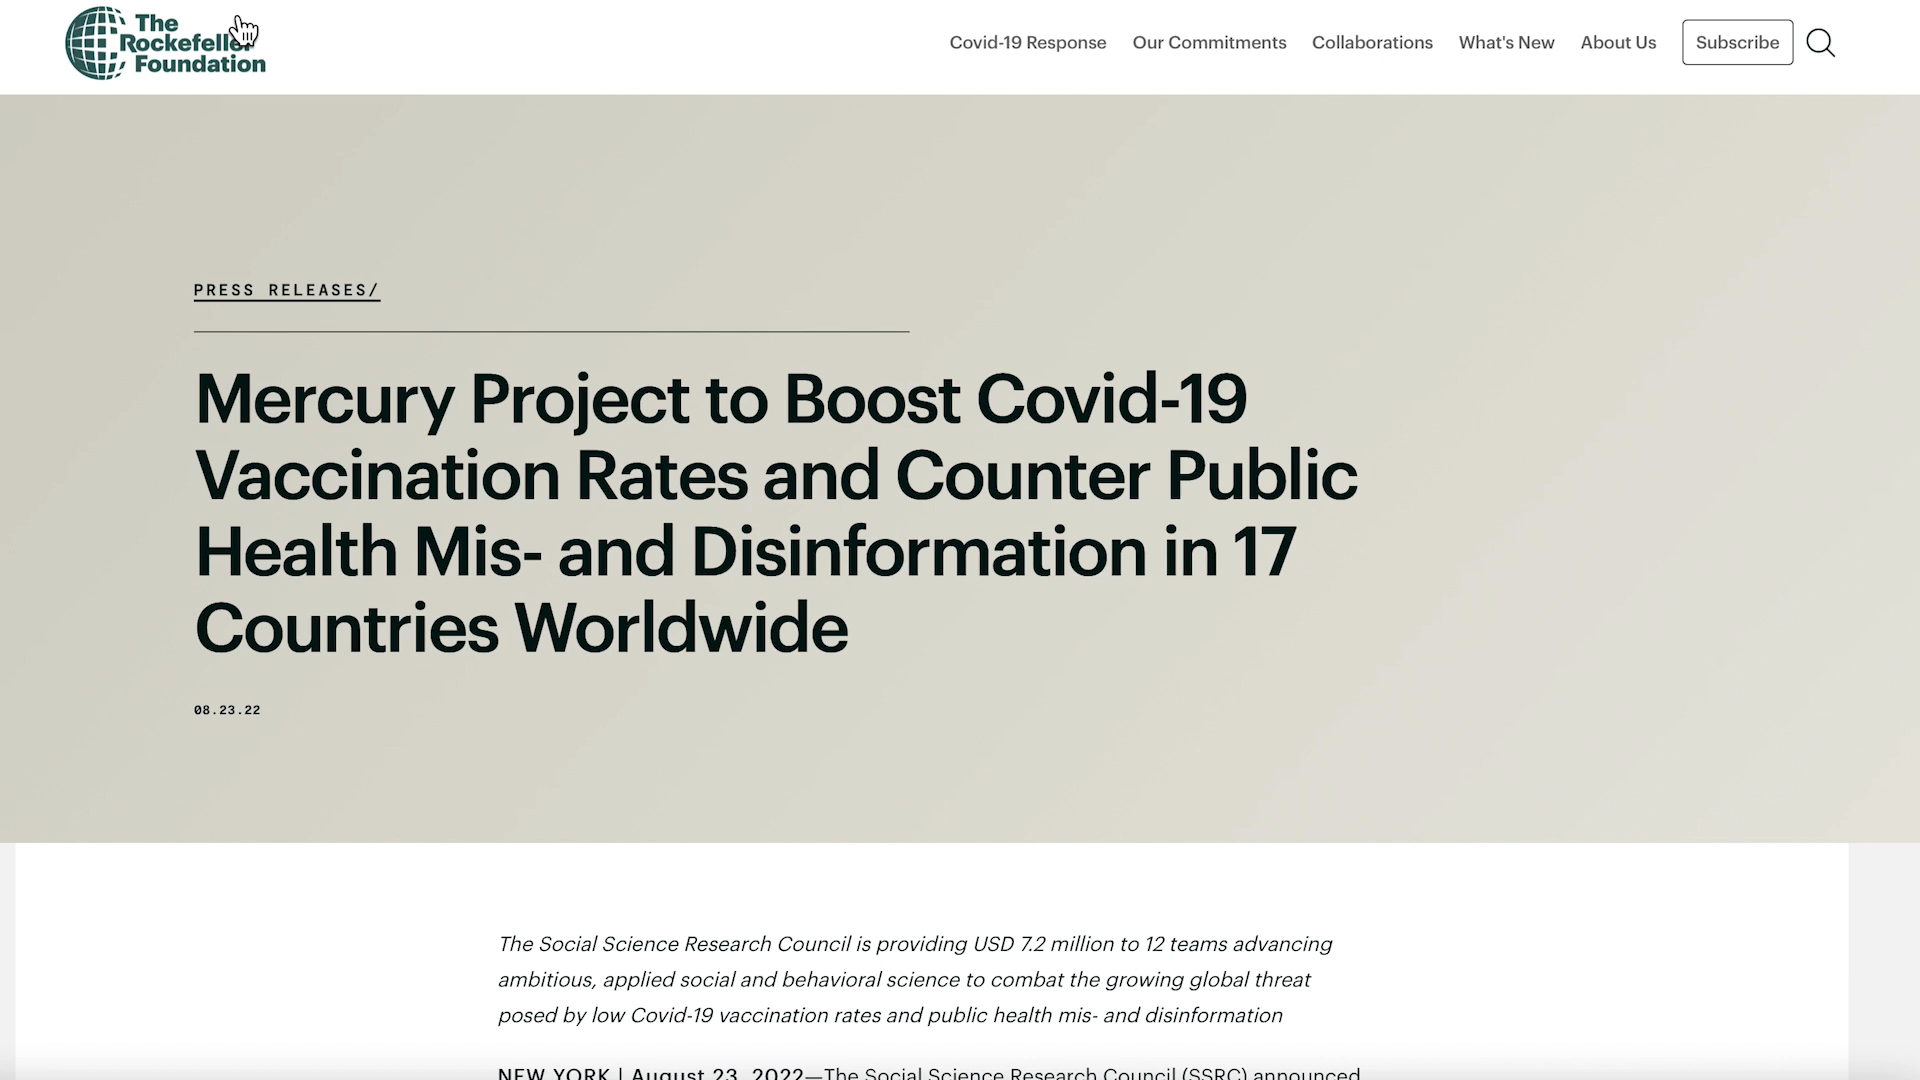 The
Rockefeller
Foundation
Covid-19 Response Our Commitments Collaborations What's New About Us Subscribe
PRESS RELEASES/
Mercury Project to Boost Covid-19
Vaccination Rates and Counter Public
Health Mis- and Disinformation in 17
Countries Worldwide
08.23.22
The Social Science Research Council is providing USD 7.2 million to 12 teams advancing
ambitious, applied social and behavioral science to combat the growing global threat
posed by low Covid-19 vaccination rates and public health mis- and disinformation
NEW YORK | August 23, 2022—The Social Science Research Council (SSRC) announced